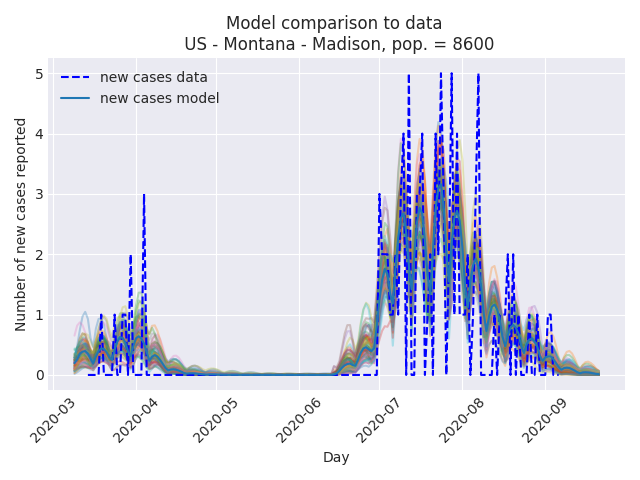 Model comparison to data
US - Montana - Madison, pop. = 8600
new cases data
new cases model
Number of new cases reported
5
4
3
2
1
0
2020-03
2020-04
2020-05
2020-06
2020-07
2020-08
2020-09
Day